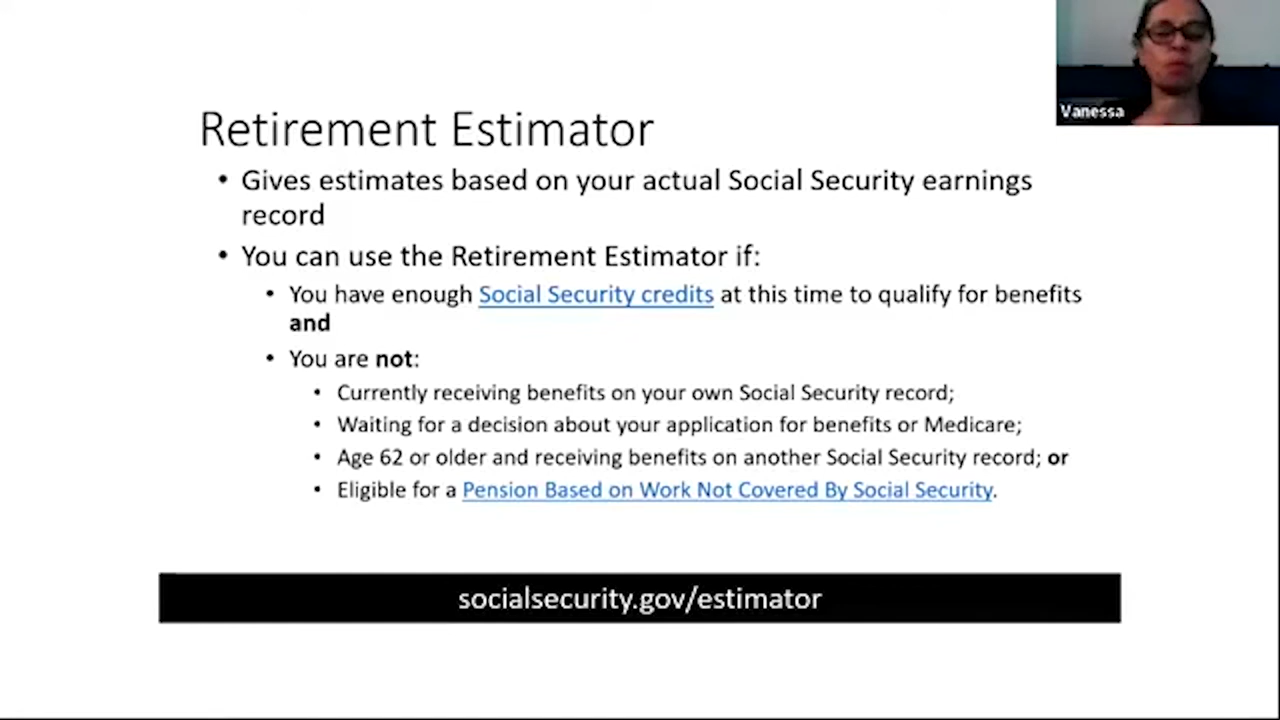 Vanessa
Retirement Estimator
• Gives estimates based on your actual Social Security earnings
record
• You can use the Retirement Estimator if:
• You have enough Social Security credits at this time to qualify for benefits
and
• You are not:
• Currently receiving benefits on your own Social Security record;
• Waiting for a decision about your application for benefits or Medicare;
• Age 62 or older and receiving benefits on another Social Security record; or
• Eligible for a Pension Based on Work Not Covered By Social Security.
socialsecurity.gov/estimator